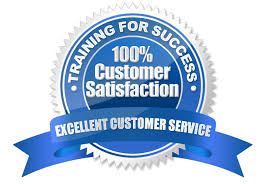 TRAINING FOR SUCCESS
100%
Customer
Satisfaction
EXCELLENT CUSTOMER SERVICE